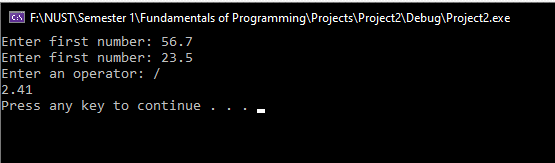 F:\NUST\Semester 1\Fundamentals of Programming\Projects\Project2\Debug\Project2.exe
Enter first number: 56.7
Enter first number: 23.5
Enter an operator: /
2.41
Press any key to continue . . .